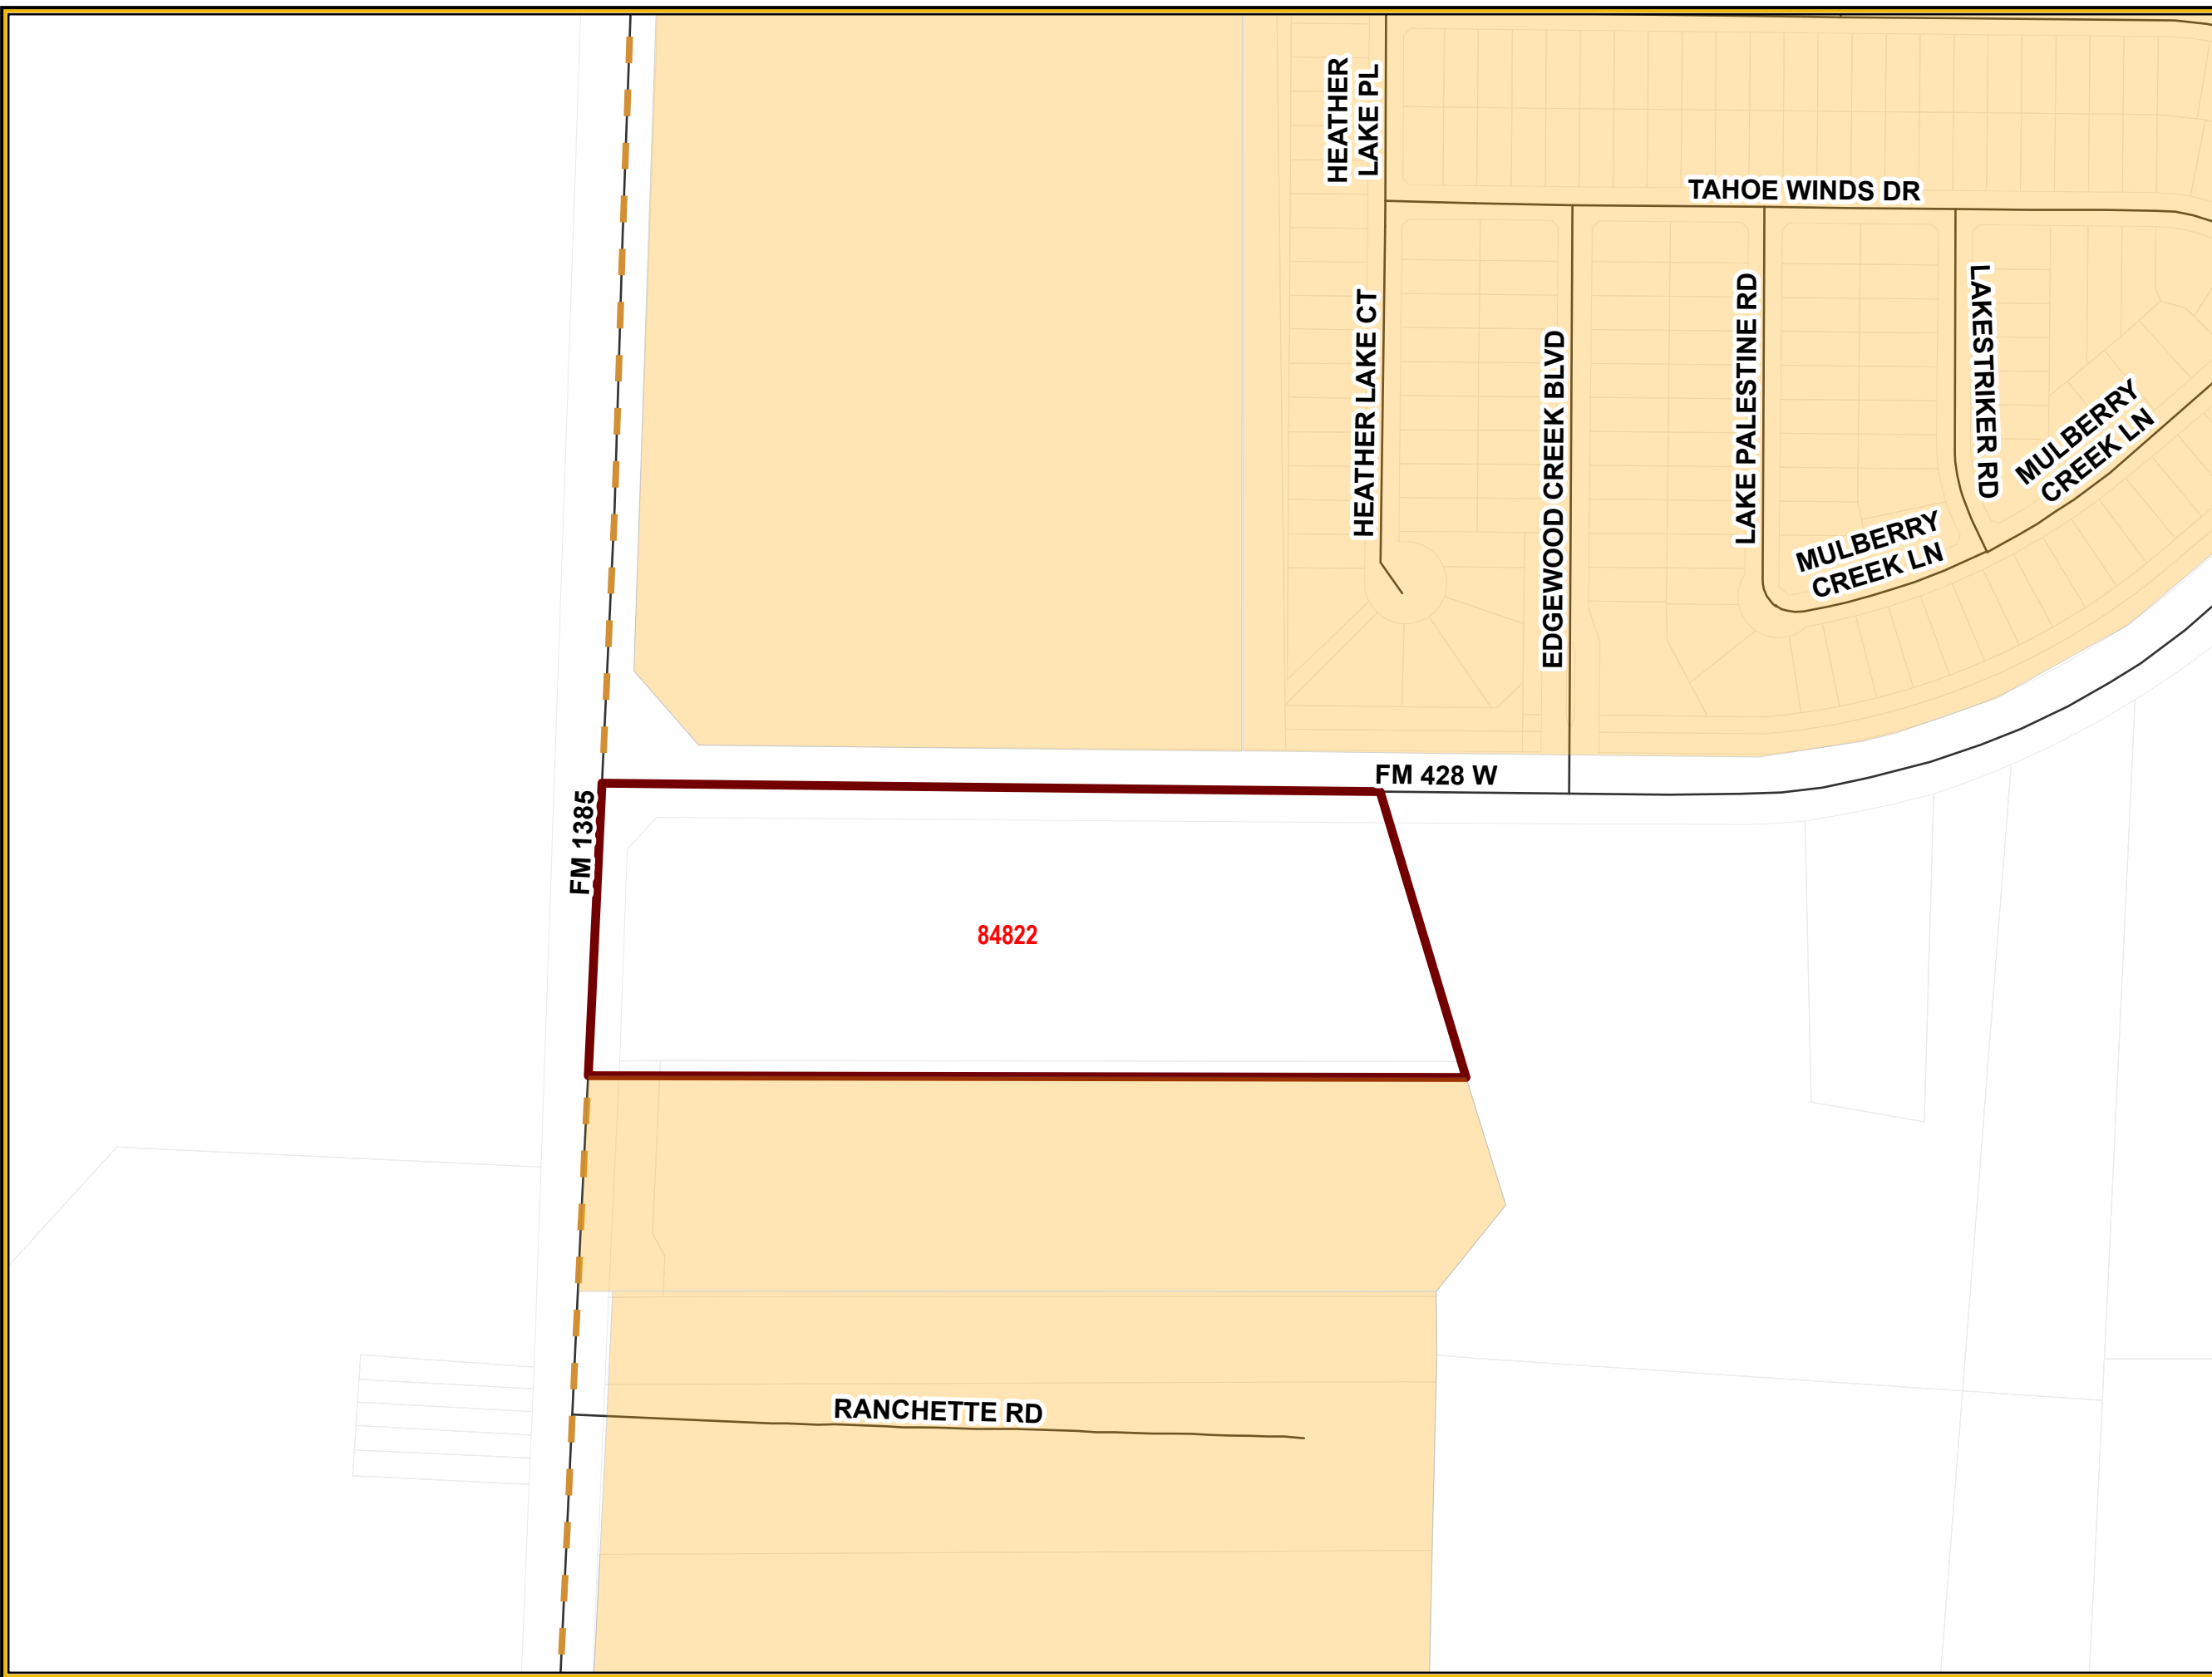 HEATHER
LAKE PL
TAHOE WINDS DR
HEATHER LAKE CT
EDGEWOOD CREEK BLVD
LAKE PALESTINE RD
LAKESTRIKER RD
MULBERRY
CREEK LN
MULBERRY
CREEK LN
FM 428 W
FM 1385
84822
RANCHETTE RD